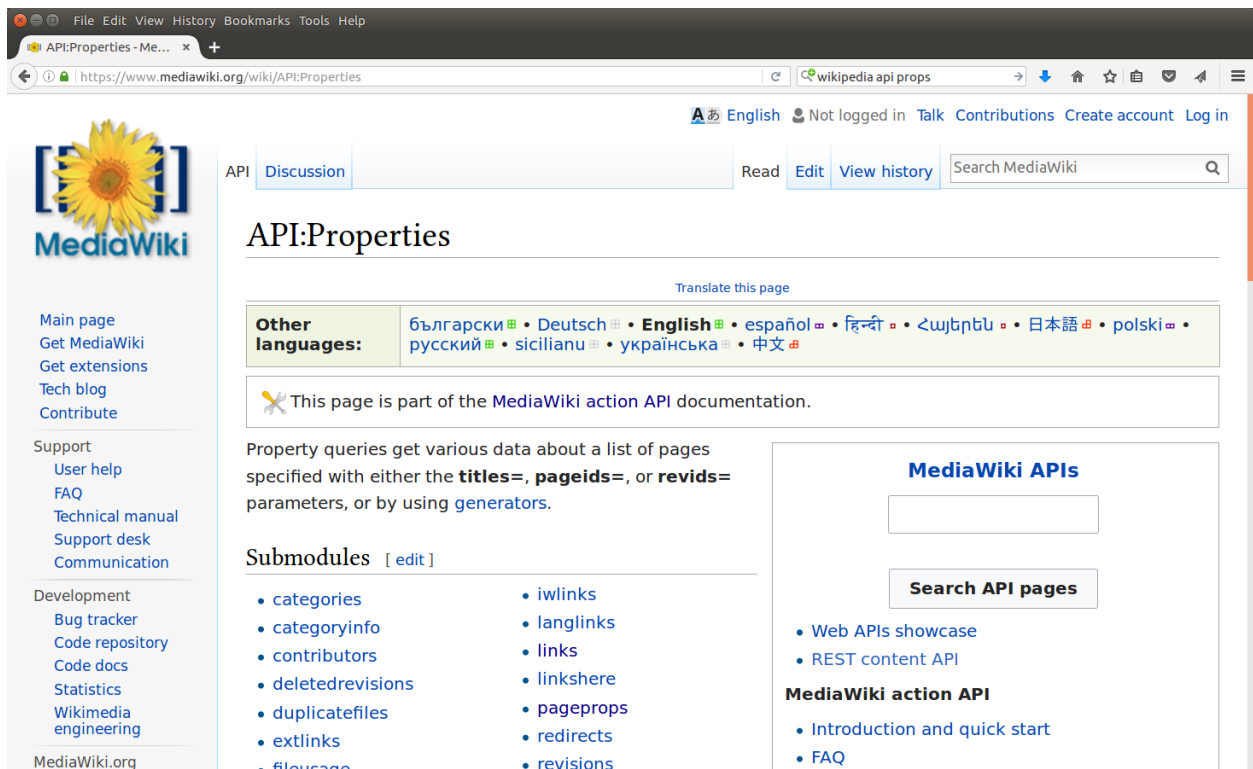 File Edit View History Bookmarks Tools Help
API:Properties - Me... × +
https://www.mediawiki.org/wiki/API:Properties
wikipedia api props
Aあ English Not logged in Talk Contributions Create account Log in
API Discussion
Read Edit View history
Search MediaWiki
MediaWiki
API:Properties
Translate this page
Other languages:
български • Deutsch • English • español • हिन्दी • Հայերեն • 日本語 • polski •
русский • sicilianu • українська • 中文
This page is part of the MediaWiki action API documentation.
Main page
Get MediaWiki
Get extensions
Tech blog
Contribute
Support
User help
FAQ
Technical manual
Support desk
Communication
Development
Bug tracker
Code repository
Code docs
Statistics
Wikimedia
engineering
MediaWiki.org
Property queries get various data about a list of pages
specified with either the titles=, pageids=, or revids=
parameters, or by using generators.
Submodules [ edit ]
• categories
• categoryinfo
• contributors
• deletedrevisions
• duplicatefiles
• extlinks
• fileusage
• iwlinks
• langlinks
• links
• linkshere
• pageprops
• redirects
• revisions
MediaWiki APIs
Search API pages
• Web APIs showcase
• REST content API
MediaWiki action API
• Introduction and quick start
• FAQ